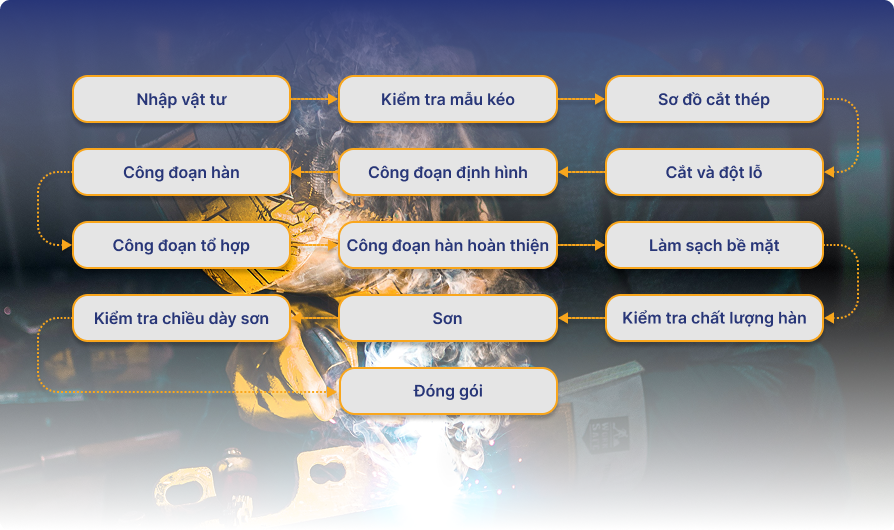 Nhập vật tư
Kiểm tra mẫu kéo
Sơ đồ cắt thép
Cắt và đột lỗ
Công đoạn định hình
Công đoạn hàn
Công đoạn tổ hợp
Công đoạn hàn hoàn thiện
Làm sạch bề mặt
Kiểm tra chất lượng hàn
Sơn
Kiểm tra chiều dày sơn
Đóng gói